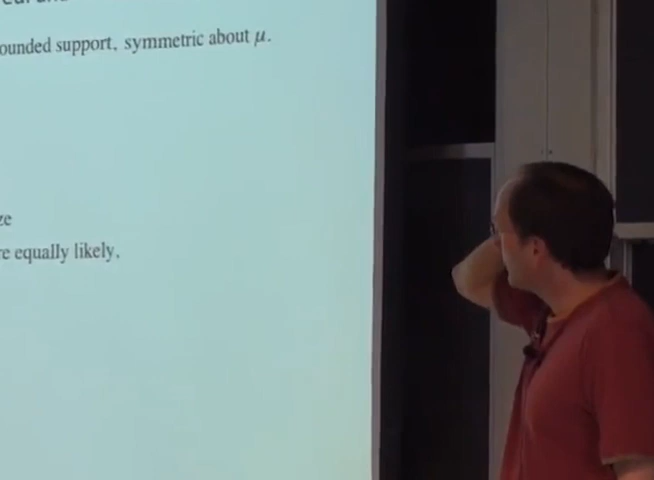 ounded support, symmetric about μ.
ze
re equally likely.